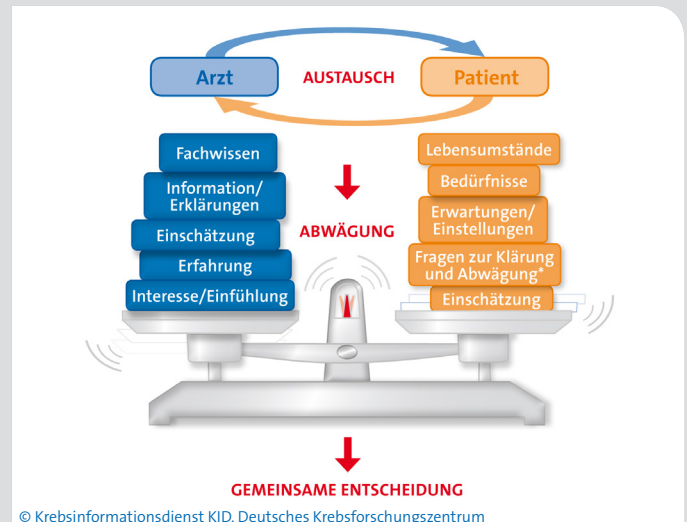 Arzt
AUSTAUSCH
Patient
Fachwissen
Information/
Erklärungen
Einschätzung
Erfahrung
Interesse/Einfühlung
ABWÄGUNG
Lebensumstände
Bedürfnisse
Erwartungen/
Einstellungen
Fragen zur Klärung
und Abwägung*
Einschätzung
GEMEINSAME ENTSCHEIDUNG
© Krebsinformationsdienst KID, Deutsches Krebsforschungszentrum